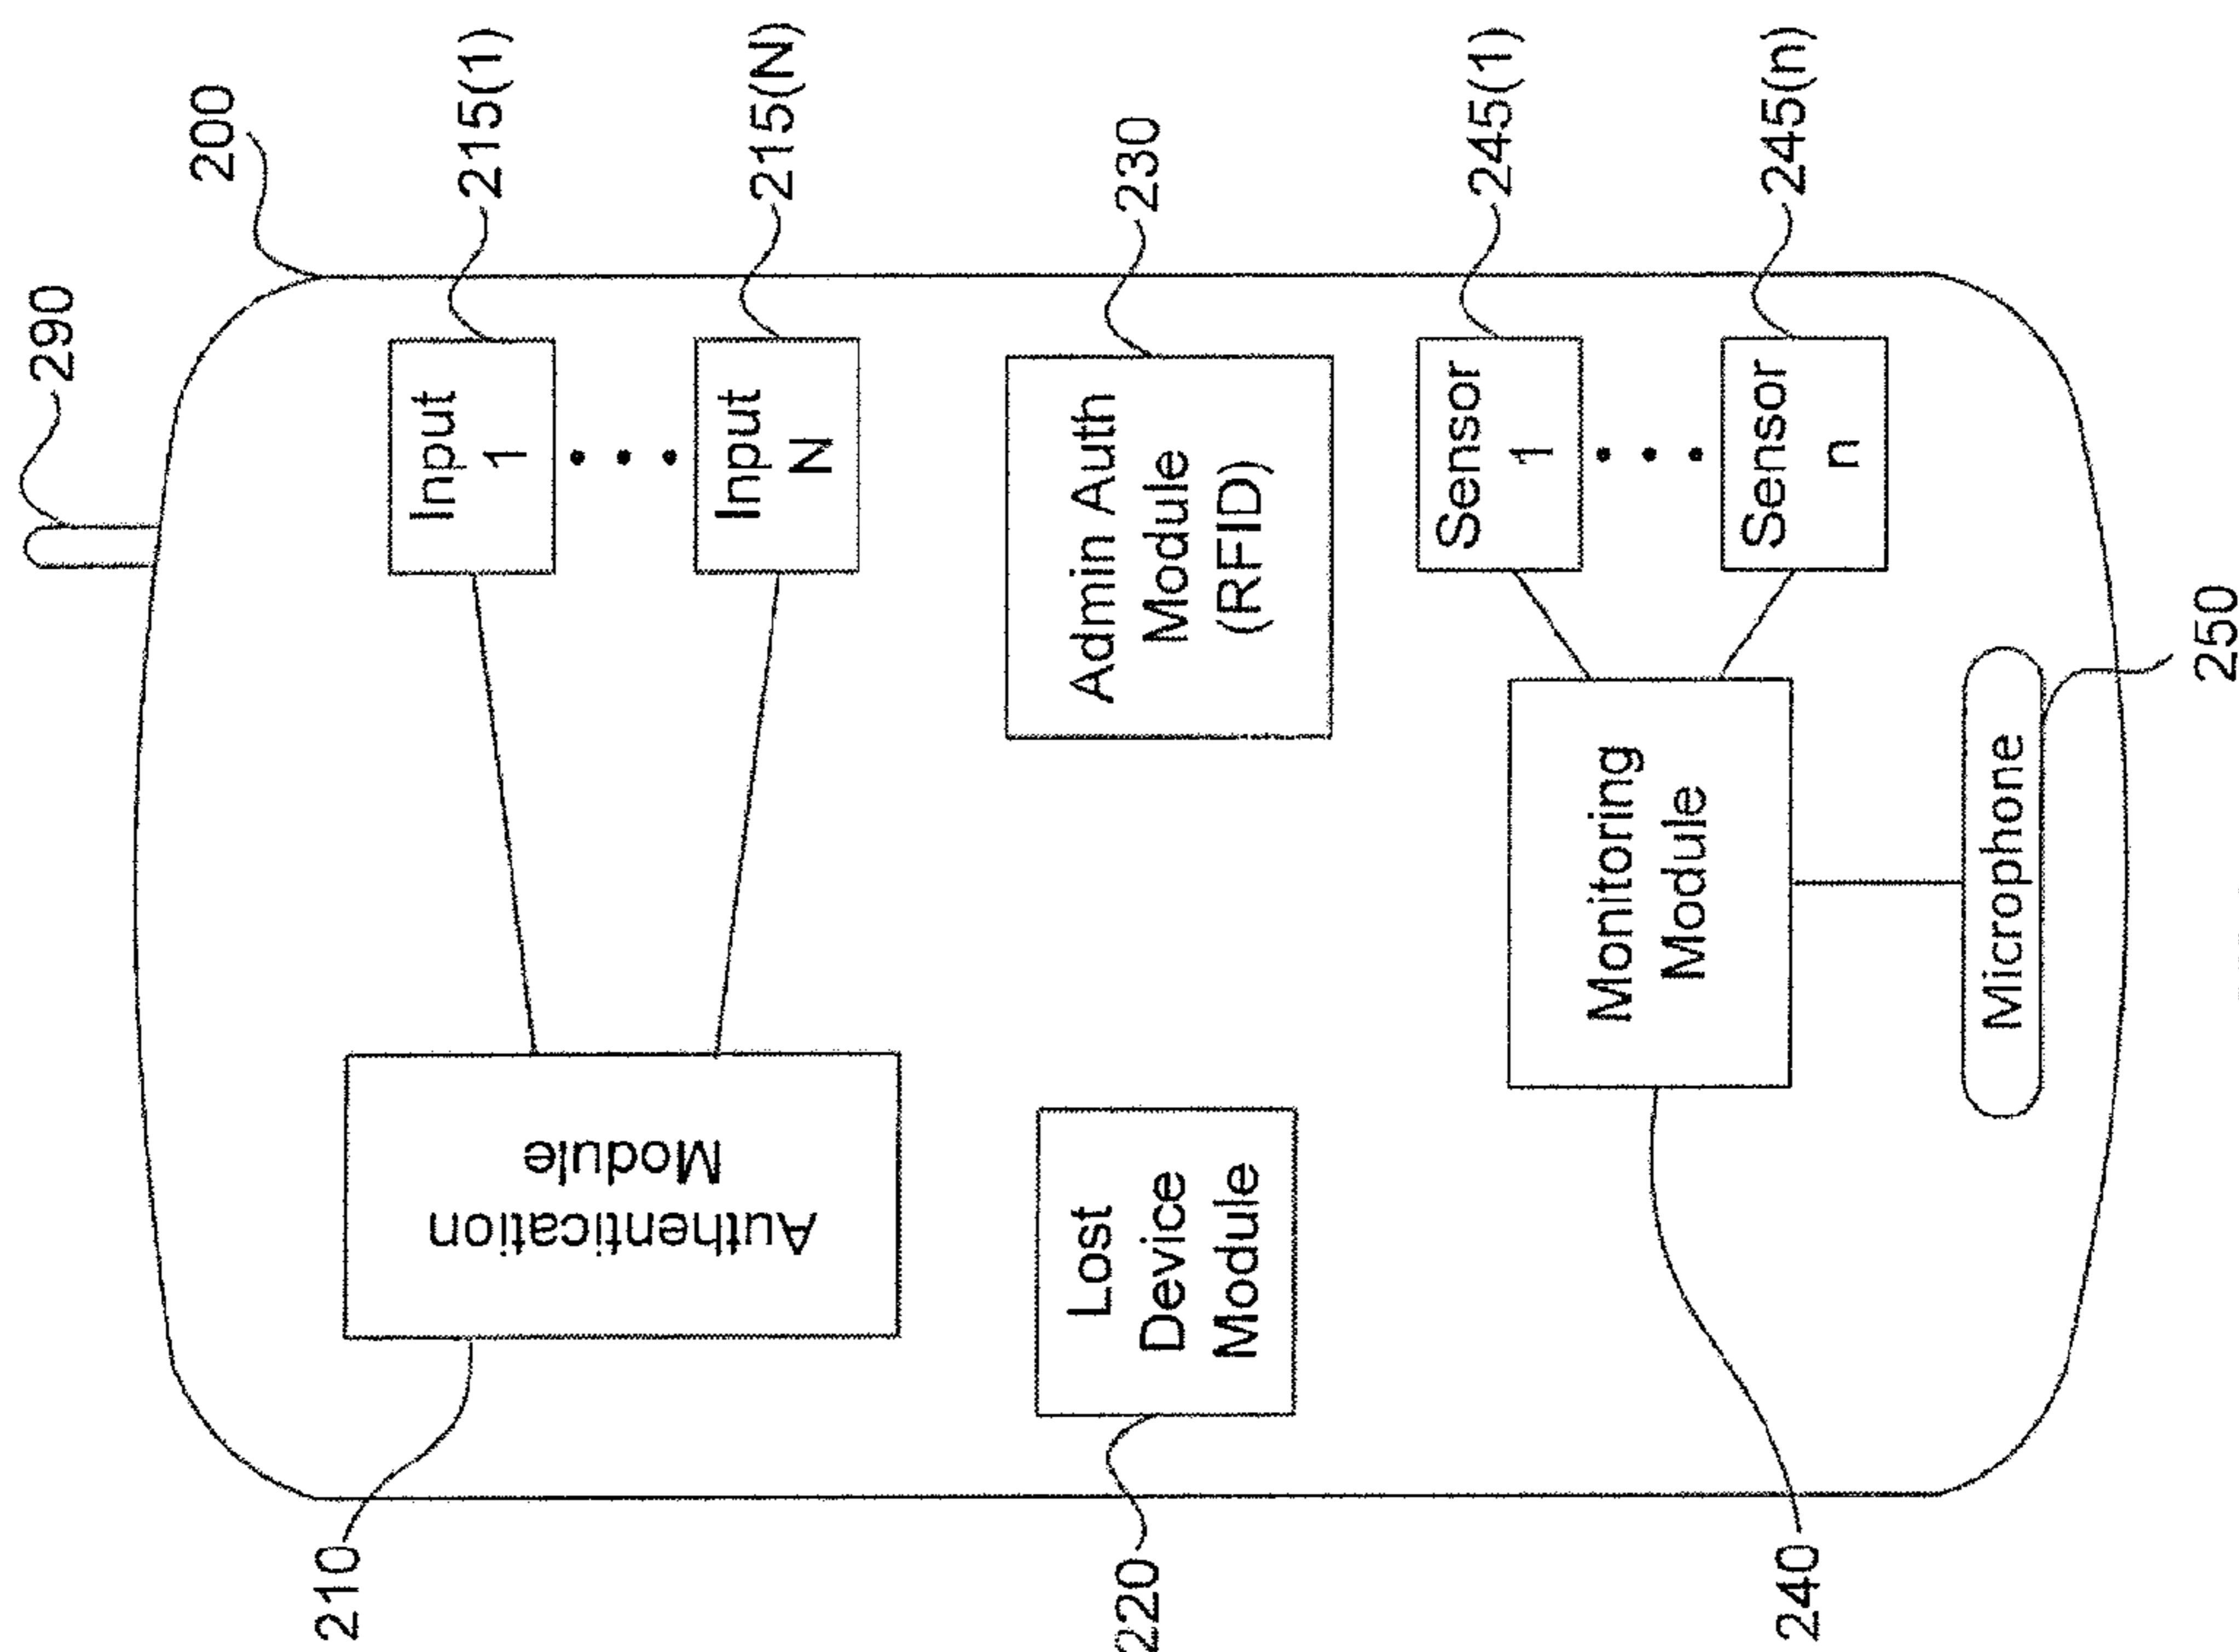 290
200
210
Authentication
Module
Input
1
215(1)
Input
N
215(N)
220
Lost
Device
Module
Admin Auth
Module
(RFID)
230
240
Monitoring
Module
Sensor
1
245(1)
Sensor
n
245(n)
Microphone
250